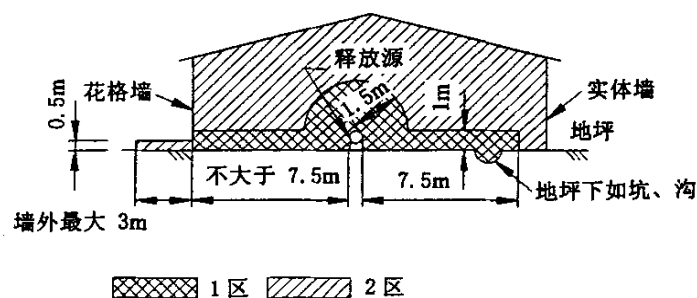 释放源
花格墙
1.5m
1m
实体墙
0.5m
地坪
不大于 7.5m
7.5m
地坪下如坑、沟
墙外最大 3m
1区
2区